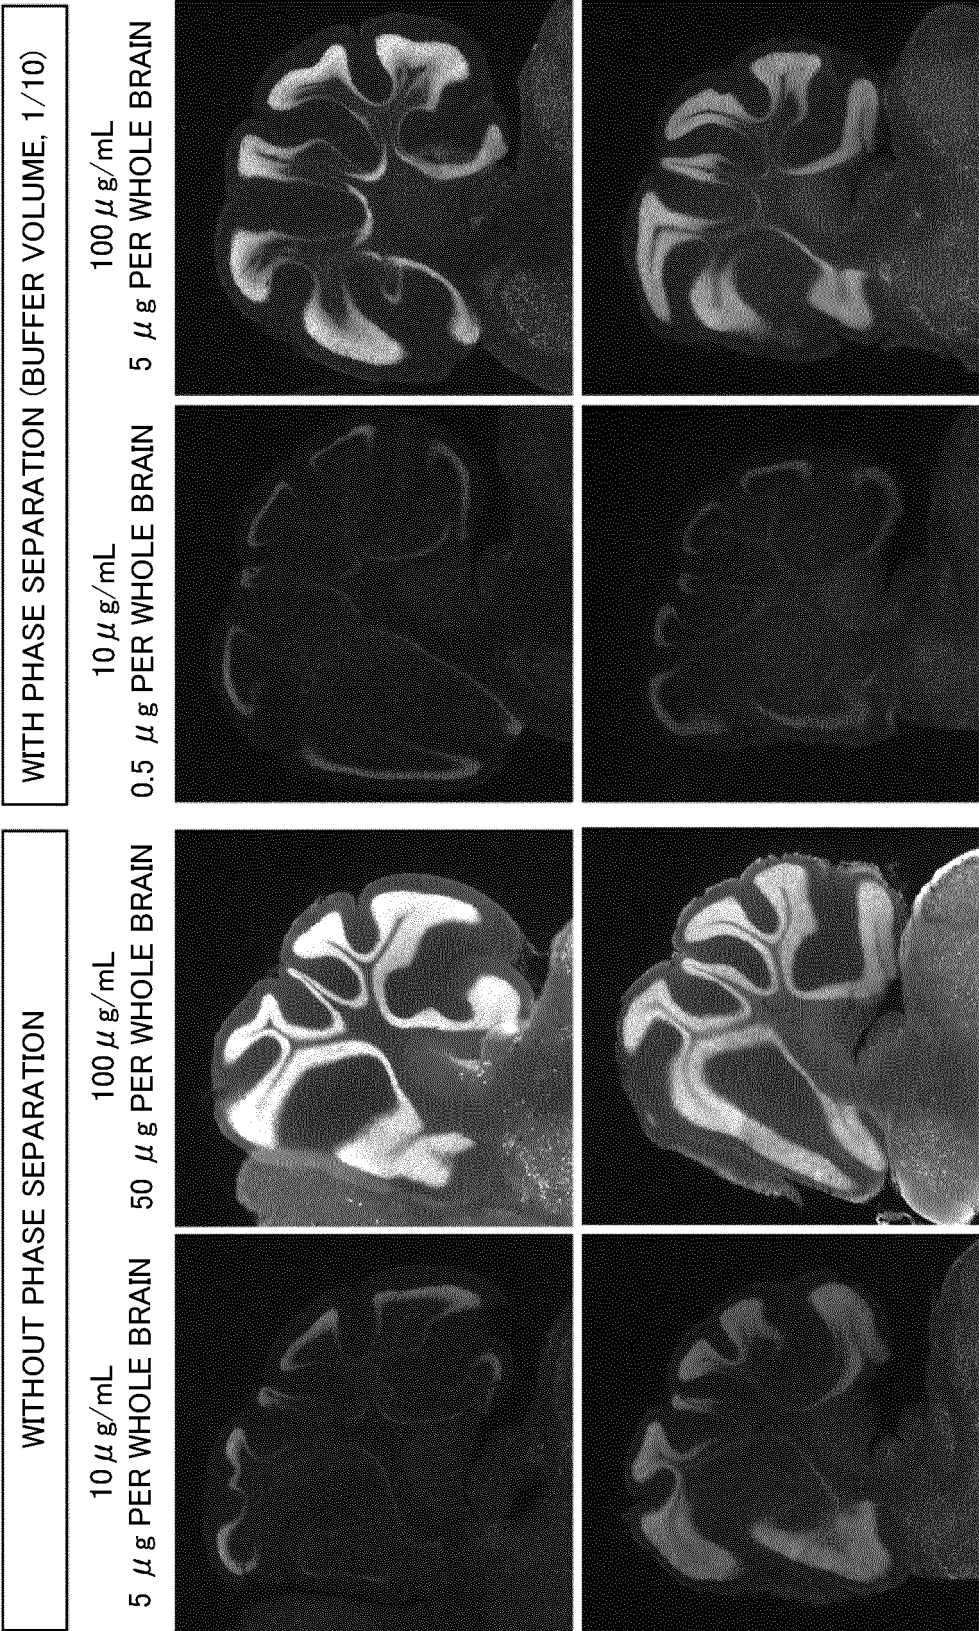 WITHOUT PHASE SEPARATION
WITH PHASE SEPARATION (BUFFER VOLUME, 1/10)
10 μg/mL
5 μg PER WHOLE BRAIN
100 μg/mL
50 μg PER WHOLE BRAIN
10 μg/mL
0.5 μg PER WHOLE BRAIN
100 μg/mL
5 μg PER WHOLE BRAIN